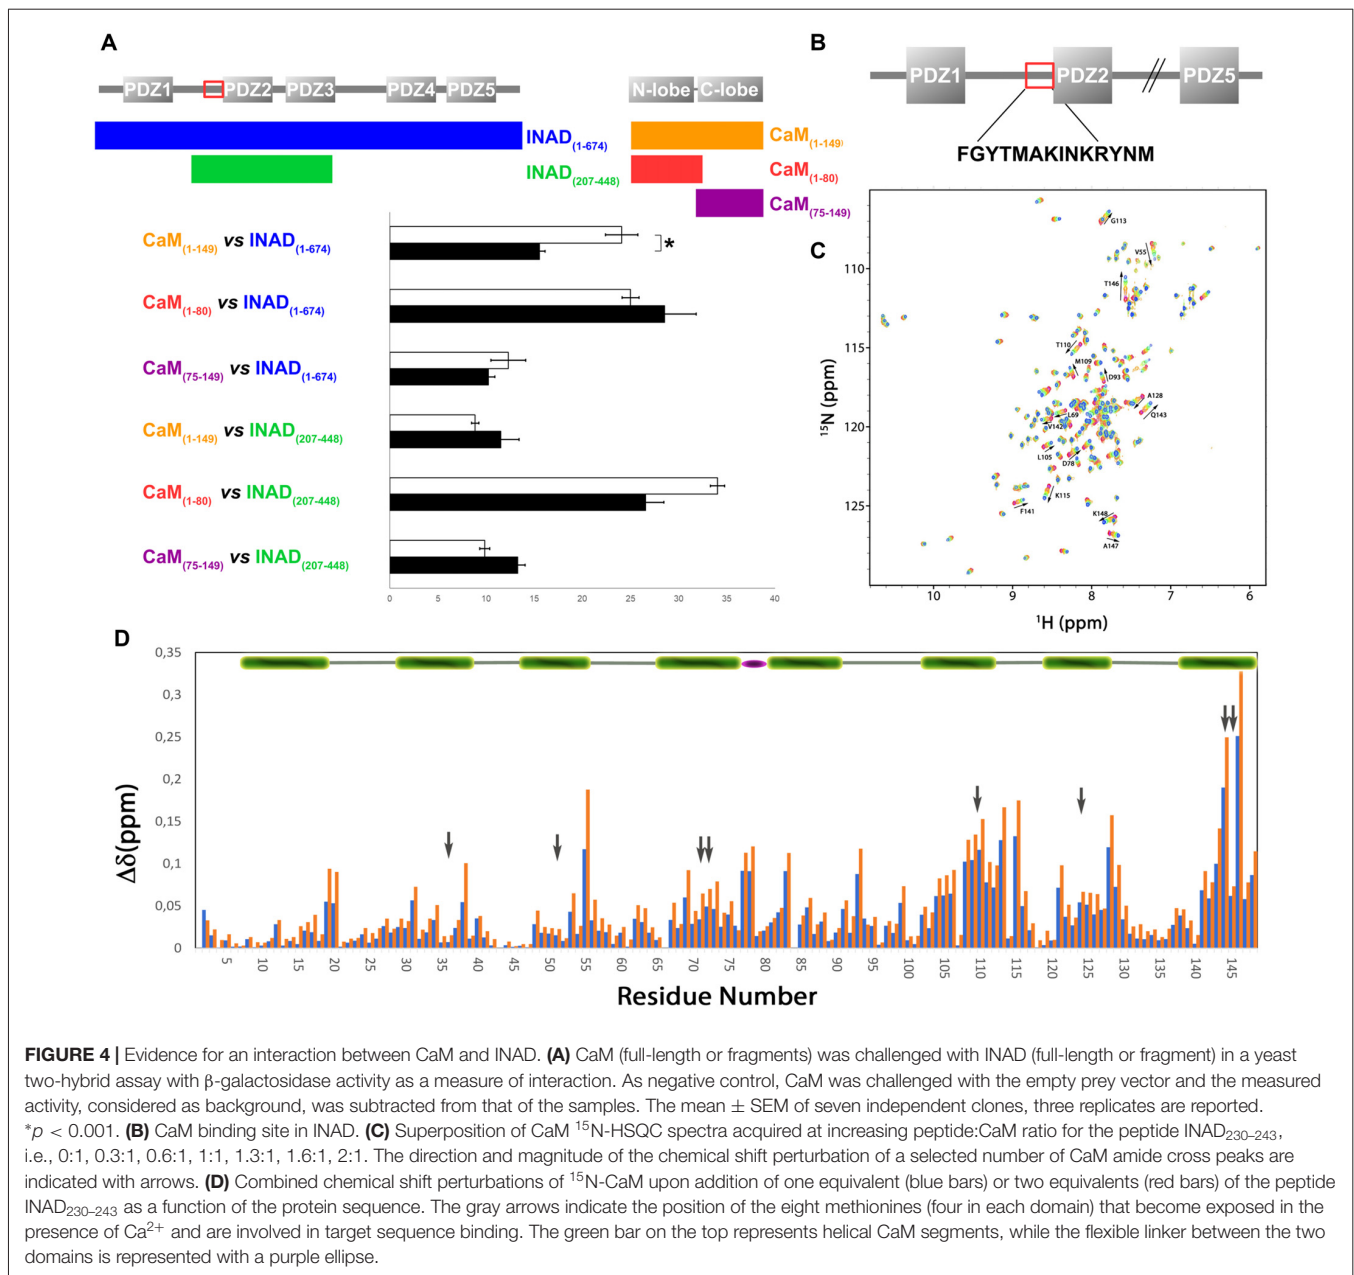 A
PDZ1 PDZ2 PDZ3 PDZ4 PDZ5
N-lobe C-lobe
INAD(1-674)
CaM(1-149)
INAD(207-448)
CaM(1-80)
CaM(75-149)
CaM(1-149) vs INAD(1-674)
*
CaM(1-80) vs INAD(1-674)
CaM(75-149) vs INAD(1-674)
CaM(1-149) vs INAD(207-448)
CaM(1-80) vs INAD(207-448)
CaM(75-149) vs INAD(207-448)
0 5 10 15 20 25 30 35 40
B
PDZ1 PDZ2 PDZ5
FGYTMAKINKRYNM
C
G113
V55
T146
T110
M109
D93
A128
Q143
L69
V142
L105
D78
K115
F141
K148
A147
110
115
120
125
15N (ppm)
10 9 8 7 6
1H (ppm)
D
0,35
0,3
0,25
0,2
0,15
0,1
0,05
0
Δδ(ppm)
5 10 15 20 25 30 35 40 45 50 55 60 65 70 75 80 85 90 95 100 105 110 115 120 125 130 135 140 145
Residue Number
FIGURE 4 | Evidence for an interaction between CaM and INAD. (A) CaM (full-length or fragments) was challenged with INAD (full-length or fragment) in a yeast
two-hybrid assay with β-galactosidase activity as a measure of interaction. As negative control, CaM was challenged with the empty prey vector and the measured
activity, considered as background, was subtracted from that of the samples. The mean ± SEM of seven independent clones, three replicates are reported.
*p < 0.001. (B) CaM binding site in INAD. (C) Superposition of CaM 15N-HSQC spectra acquired at increasing peptide:CaM ratio for the peptide INAD230–243,
i.e., 0:1, 0.3:1, 0.6:1, 1:1, 1.3:1, 1.6:1, 2:1. The direction and magnitude of the chemical shift perturbation of a selected number of CaM amide cross peaks are
indicated with arrows. (D) Combined chemical shift perturbations of 15N-CaM upon addition of one equivalent (blue bars) or two equivalents (red bars) of the peptide
INAD230–243 as a function of the protein sequence. The gray arrows indicate the position of the eight methionines (four in each domain) that become exposed in the
presence of Ca2+ and are involved in target sequence binding. The green bar on the top represents helical CaM segments, while the flexible linker between the two
domains is represented with a purple ellipse.